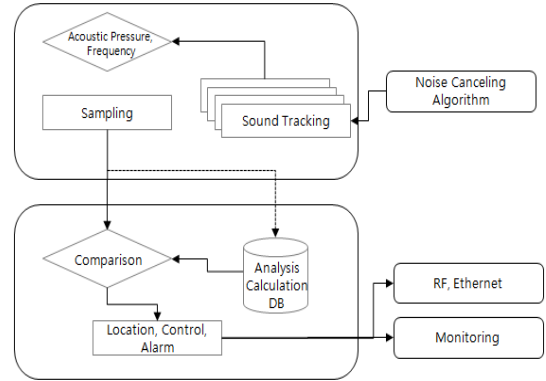 Acoustic Pressure,
Frequency
Sampling
Sound Tracking
Noise Canceling
Algorithm
Comparison
Analysis
Calculation
DB
Location, Control,
Alarm
RF, Ethernet
Monitoring